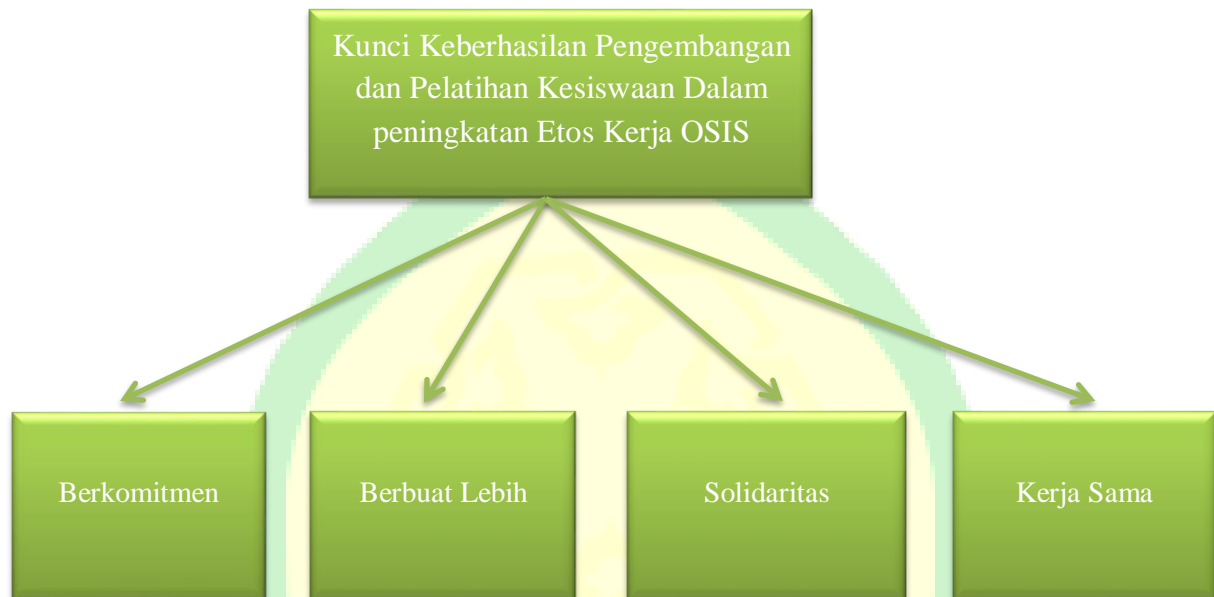 Kunci Keberhasilan Pengembangan
dan Pelatihan Kesiswaan Dalam
peningkatan Etos Kerja OSIS
Berkomitmen
Berbuat Lebih
Solidaritas
Kerja Sama